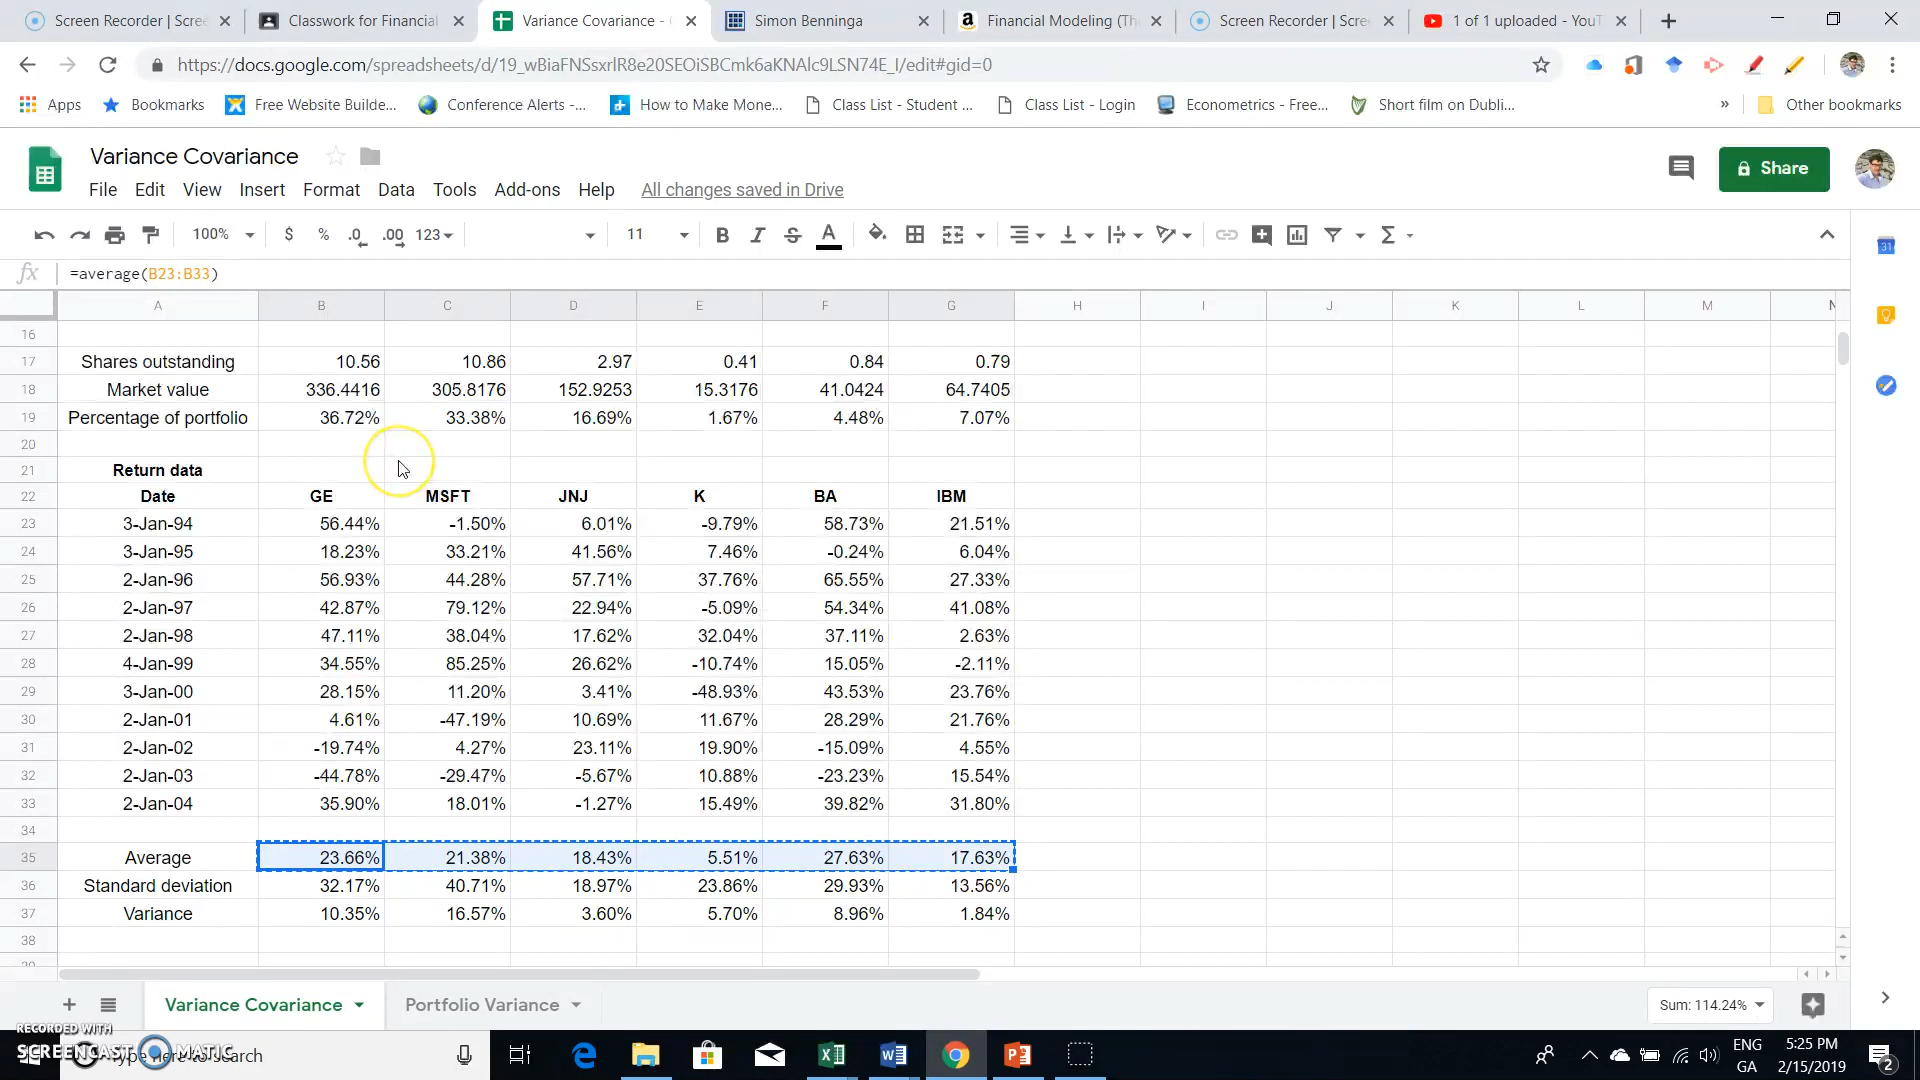 Screen Recorder | Scre
Classwork for Financial
Variance Covariance -
Simon Benninga
Financial Modeling (Th
Screen Recorder | Scre
1 of 1 uploaded - YouT
https://docs.google.com/spreadsheets/d/19_wBiaFNSsxrlR8e20SEOiSBCmk6aKNAlc9LSN74E_I/edit#gid=0
Apps
Bookmarks
Free Website Builde...
Conference Alerts -...
How to Make Mone...
Class List - Student ...
Class List - Login
Econometrics - Free...
Short film on Dubli...
»
Other bookmarks
Variance Covariance
File Edit View Insert Format Data Tools Add-ons Help All changes saved in Drive
Share
100% $ % .0 .00 123 11 B I S A Σ
fx =average(B23:B33)
A B C D E F G H I J K L M N
16
17 Shares outstanding 10.56 10.86 2.97 0.41 0.84 0.79
18 Market value 336.4416 305.8176 152.9253 15.3176 41.0424 64.7405
19 Percentage of portfolio 36.72% 33.38% 16.69% 1.67% 4.48% 7.07%
20
21 Return data
22 Date GE MSFT JNJ K BA IBM
23 3-Jan-94 56.44% -1.50% 6.01% -9.79% 58.73% 21.51%
24 3-Jan-95 18.23% 33.21% 41.56% 7.46% -0.24% 6.04%
25 2-Jan-96 56.93% 44.28% 57.71% 37.76% 65.55% 27.33%
26 2-Jan-97 42.87% 79.12% 22.94% -5.09% 54.34% 41.08%
27 2-Jan-98 47.11% 38.04% 17.62% 32.04% 37.11% 2.63%
28 4-Jan-99 34.55% 85.25% 26.62% -10.74% 15.05% -2.11%
29 3-Jan-00 28.15% 11.20% 3.41% -48.93% 43.53% 23.76%
30 2-Jan-01 4.61% -47.19% 10.69% 11.67% 28.29% 21.76%
31 2-Jan-02 -19.74% 4.27% 23.11% 19.90% -15.09% 4.55%
32 2-Jan-03 -44.78% -29.47% -5.67% 10.88% -23.23% 15.54%
33 2-Jan-04 35.90% 18.01% -1.27% 15.49% 39.82% 31.80%
34
35 Average 23.66% 21.38% 18.43% 5.51% 27.63% 17.63%
36 Standard deviation 32.17% 40.71% 18.97% 23.86% 29.93% 13.56%
37 Variance 10.35% 16.57% 3.60% 5.70% 8.96% 1.84%
38
Variance Covariance
Portfolio Variance
Sum: 114.24%
RECORDED WITH
SCREENCAST MATIC
here to search
ENG
GA
5:25 PM
2/15/2019
2